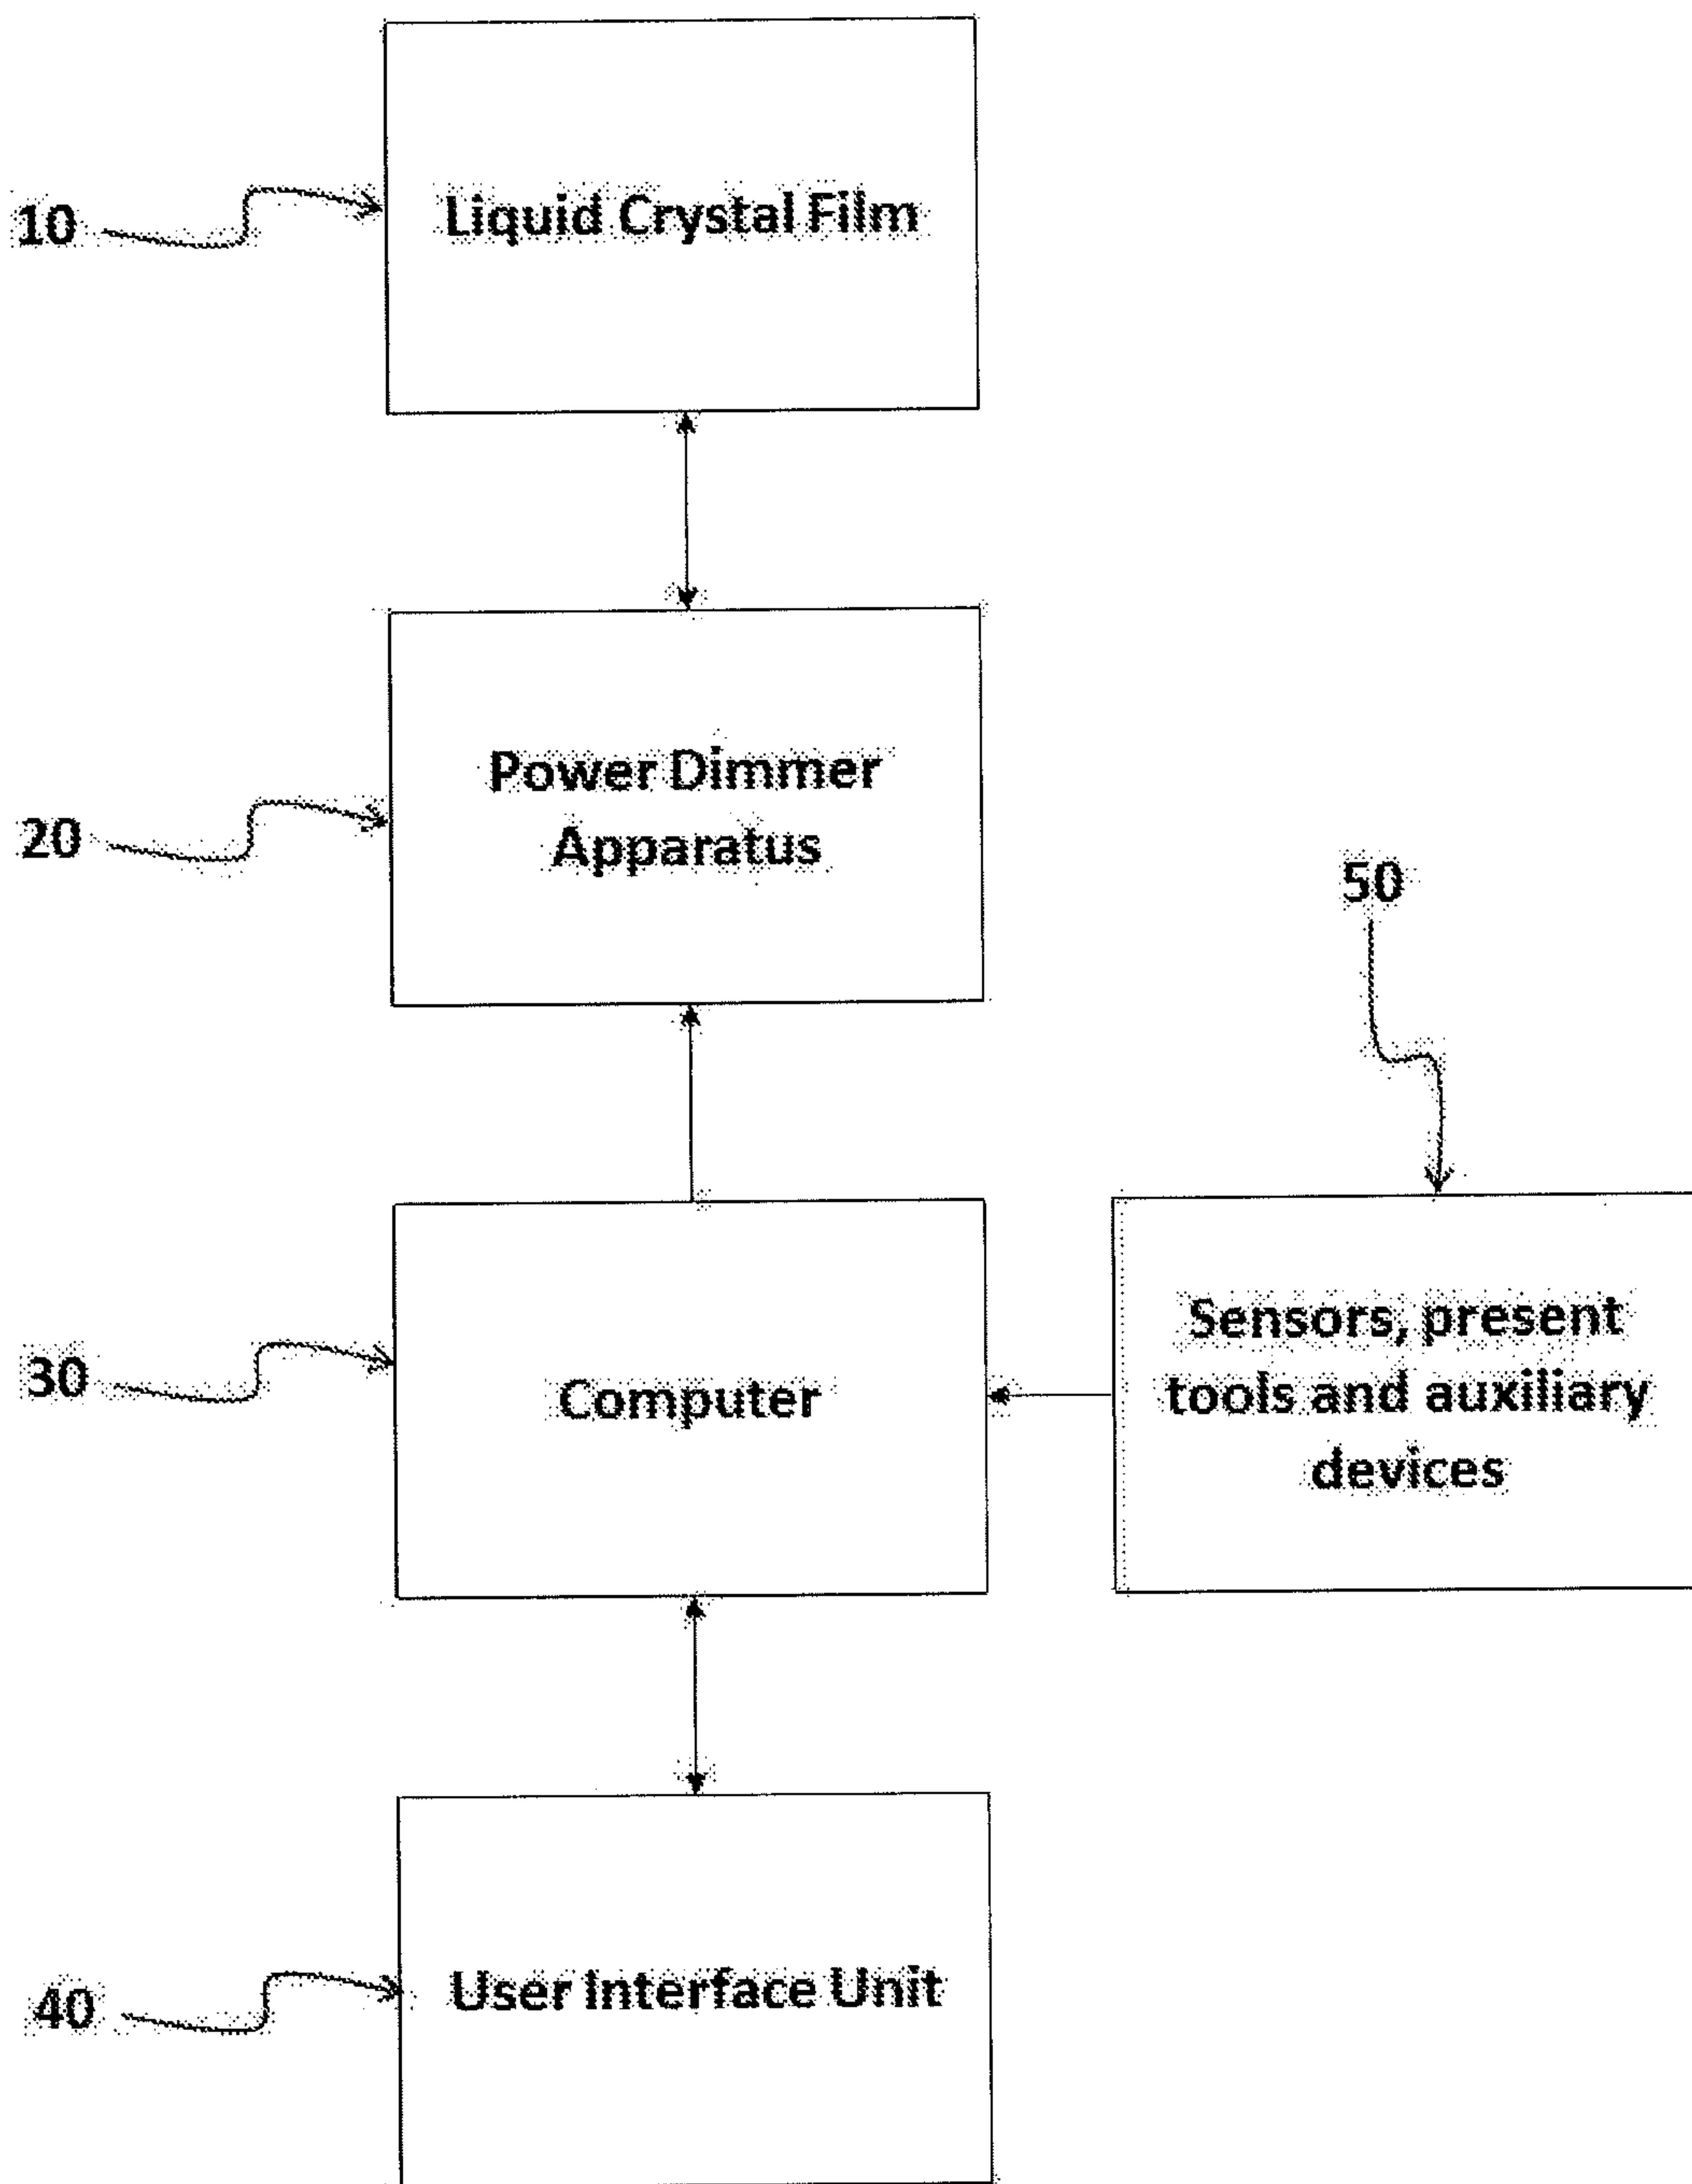 10
Liquid Crystal Film
20
Power Dimmer
Apparatus
50
30
Computer
Sensors, present
tools and auxiliary
devices
40
User Interface Unit